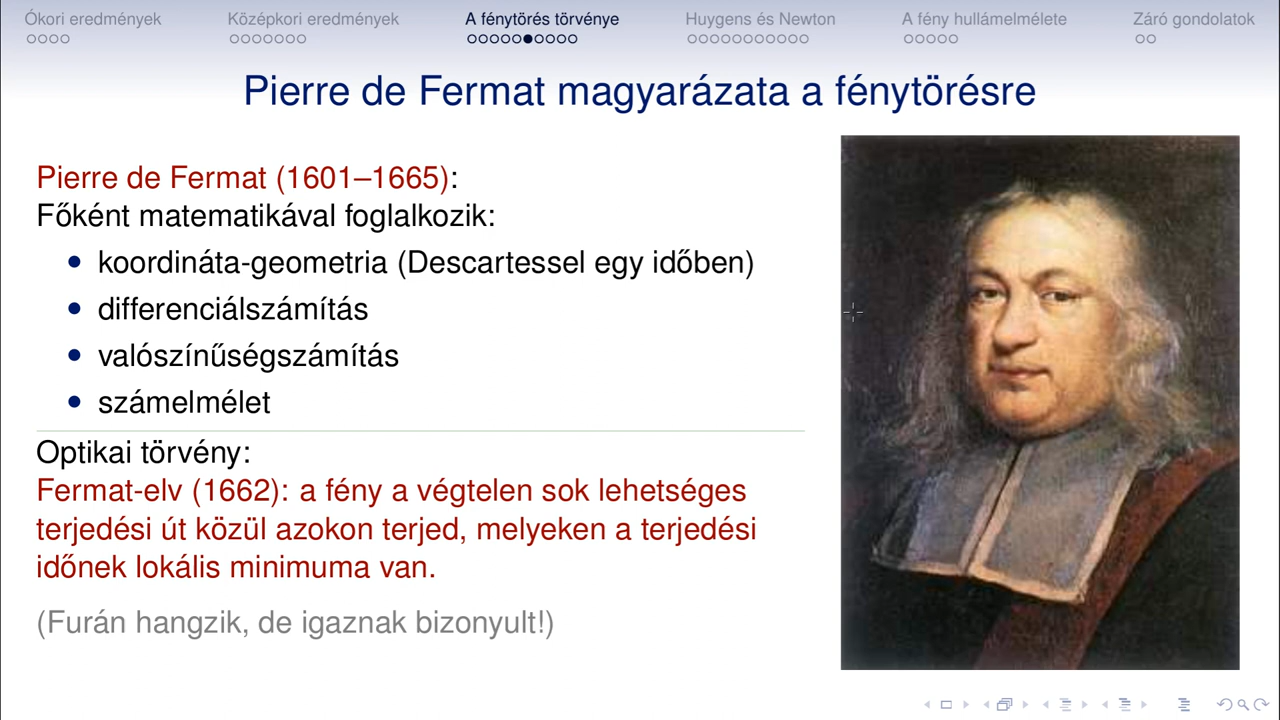 Ókori eredmények
Középkori eredmények
A fénytörés törvénye
Huygens és Newton
A fény hullámelmélete
Záró gondolatok
Pierre de Fermat magyarázata a fénytörésre
Pierre de Fermat (1601–1665):
Főként matematikával foglalkozik:
koordináta-geometria (Descartessel egy időben)
differenciálszámítás
valószínűségszámítás
számelmélet
Optikai törvény:
Fermat-elv (1662): a fény a végtelen sok lehetséges
terjedési út közül azokon terjed, melyeken a terjedési
időnek lokális minimuma van.
(Furán hangzik, de igaznak bizonyult!)